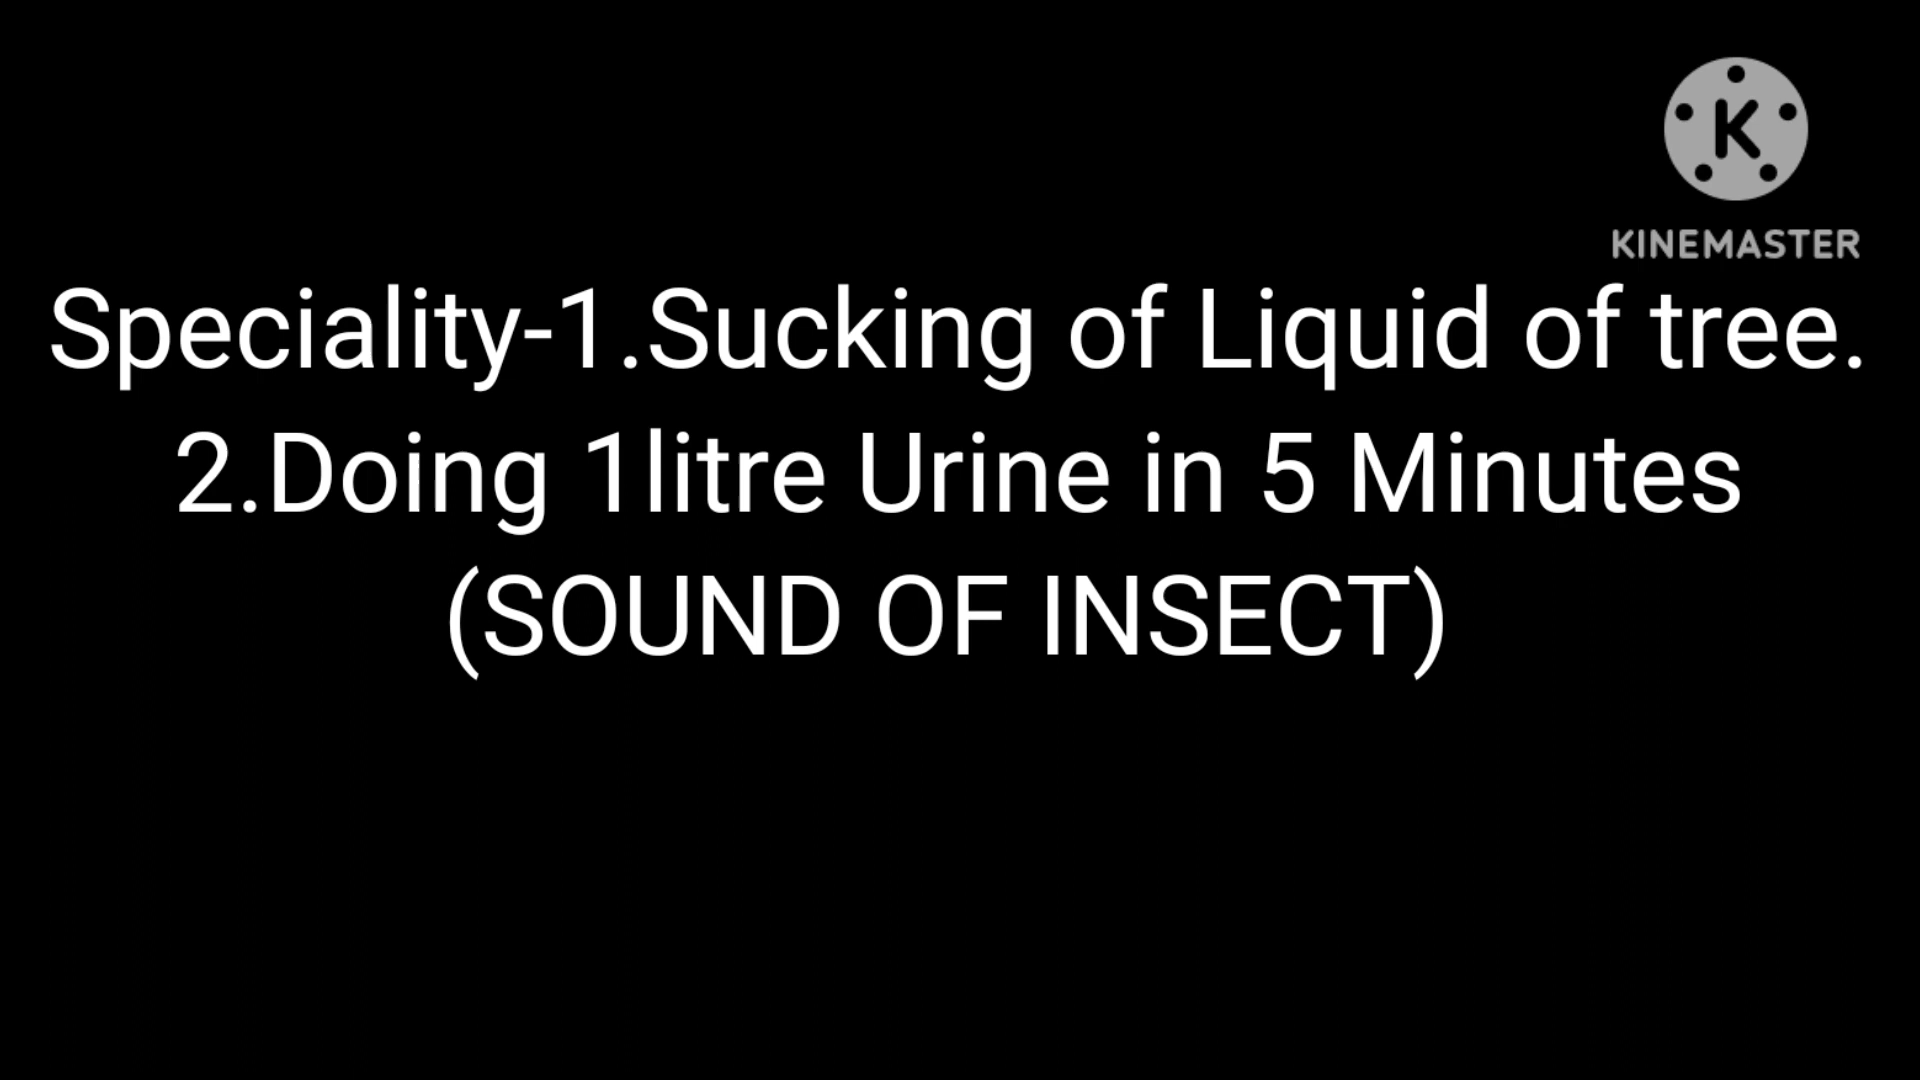 K
KINEMASTER
Speciality-1.Sucking of Liquid of tree.
2.Doing 1litre Urine in 5 Minutes
(SOUND OF INSECT)